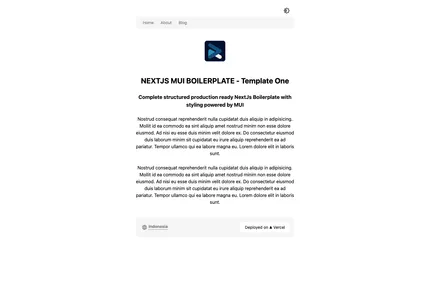 Home About Blog
NEXTJS MUI BOILERPLATE - Template One
Complete structured production ready NextJs Boilerplate with
styling powered by MUI
Nostrud consequat reprehenderit nulla cupidatat duis aliquip in adipisicing.
Mollit id ea commodo ea sint aliquip amet nostrud minim non esse dolore
eiusmod. Ad nisi eu esse duis minim velit dolore ex. Do consectetur eiusmod
duis laborum minim sit cupidatat eu irure aliquip reprehenderit ea ad
pariatur. Tempor ullamco qui ea labore magna eu. Lorem dolore elit in laboris
sunt.
Nostrud consequat reprehenderit nulla cupidatat duis aliquip in adipisicing.
Mollit id ea commodo ea sint aliquip amet nostrud minim non esse dolore
eiusmod. Ad nisi eu esse duis minim velit dolore ex. Do consectetur eiusmod
duis laborum minim sit cupidatat eu irure aliquip reprehenderit ea ad
pariatur. Tempor ullamco qui ea labore magna eu. Lorem dolore elit in laboris
sunt.
Indonesia
Deployed on ▲ Vercel